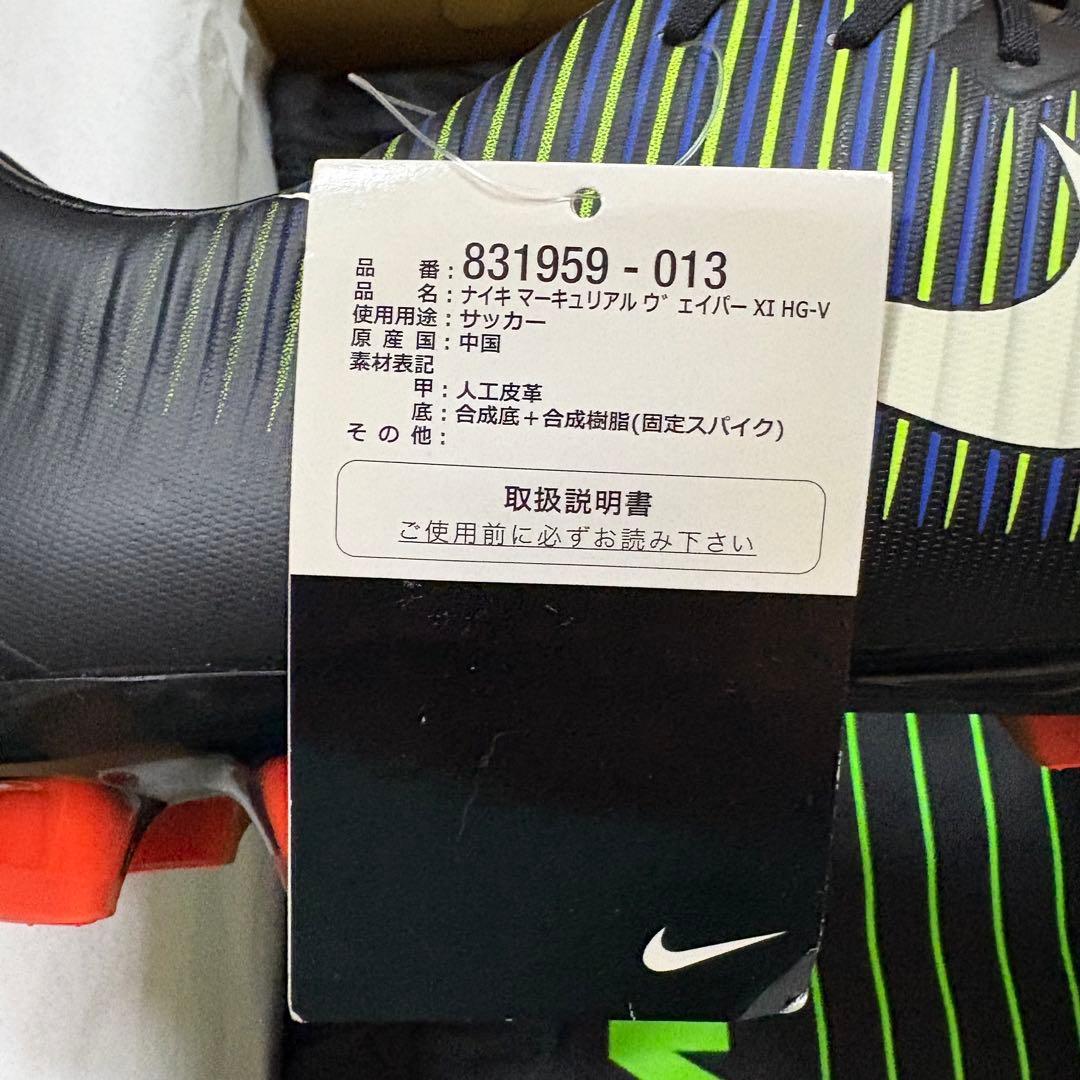 品 番 : 831959 - 013
品 名 : ナイキ マーキュリアル ヴェイパー XI HG-V
使用用途 : サッカー
原 産 国 : 中国
素材表記
甲 : 人工皮革
底 : 合成底＋合成樹脂(固定スパイク)
そ の 他 :
取扱説明書
ご使用前に必ずお読み下さい